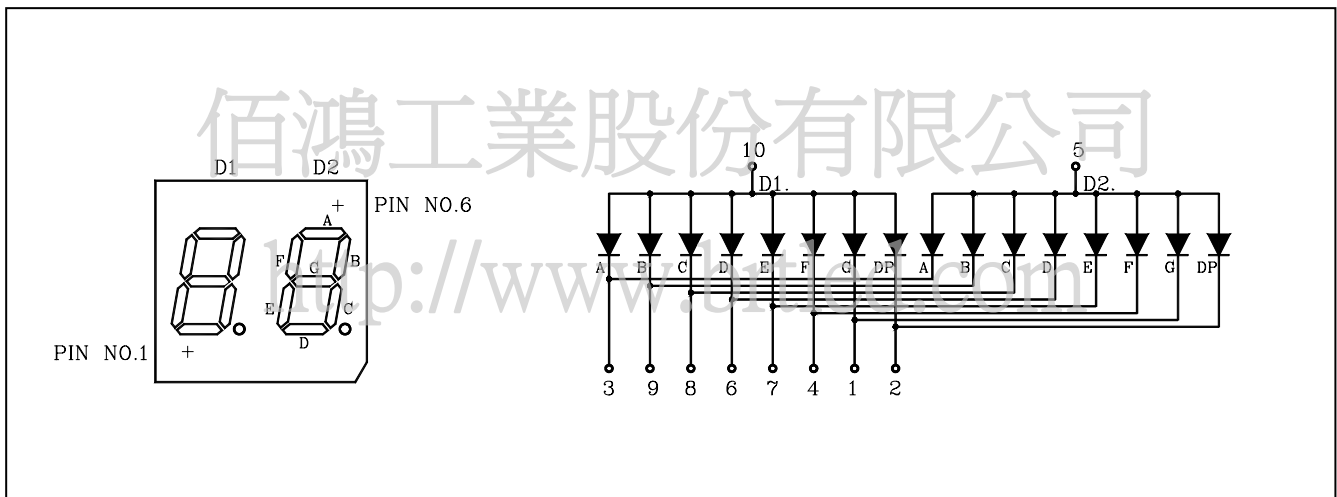 佰鴻工業股份有限公司
http://www.brtled.com
D1 D2
PIN NO.6
A
F G B
E C
D
PIN NO.1
10 5
D1. D2.
A B C D E F G DP A B C D E F G DP
3 9 8 6 7 4 1 2